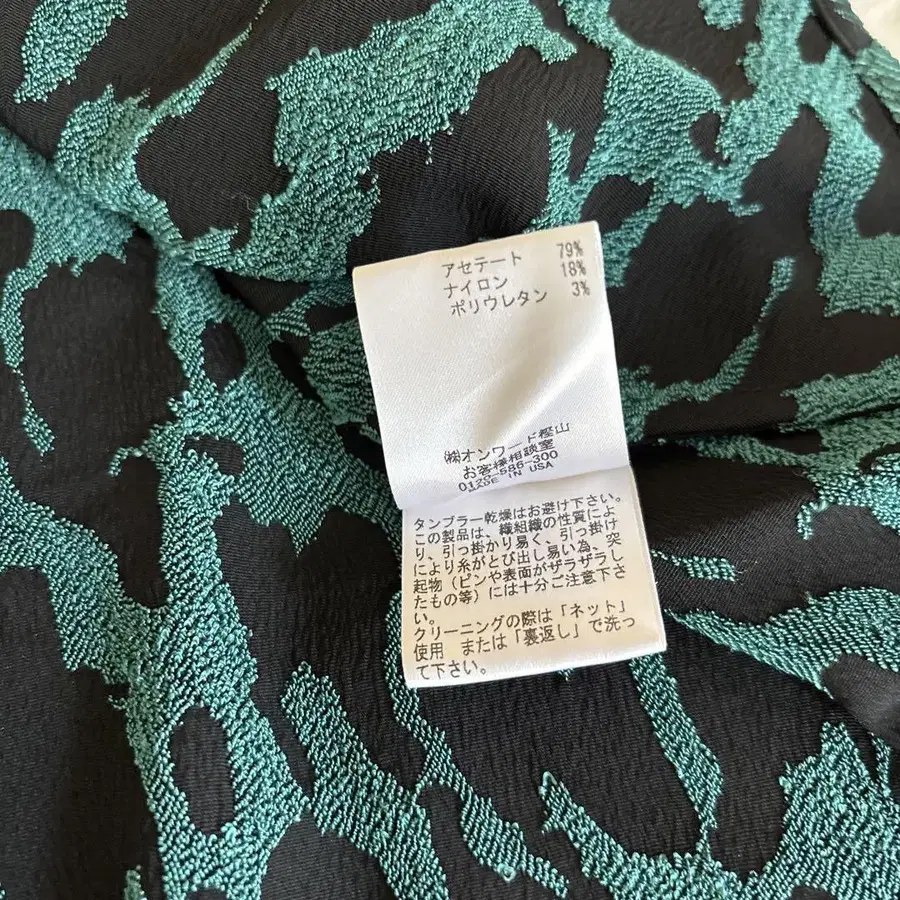 アセテート 79%
ナイロン 18%
ポリウレタン 3%
㈱オンワード樫山
お客様相談室
IN USA
タンブラー乾燥はお避け下さい。
この製品は、織組織の性質によ
り、引っ掛かり易く、引っ掛け
により糸がとび出し易い為、突
起物（ピンや表面がザラザラし
たもの等）には十分ご注意下さ
い。
クリーニングの際は「ネット」
使用 または「裏返し」で洗っ
て下さい。